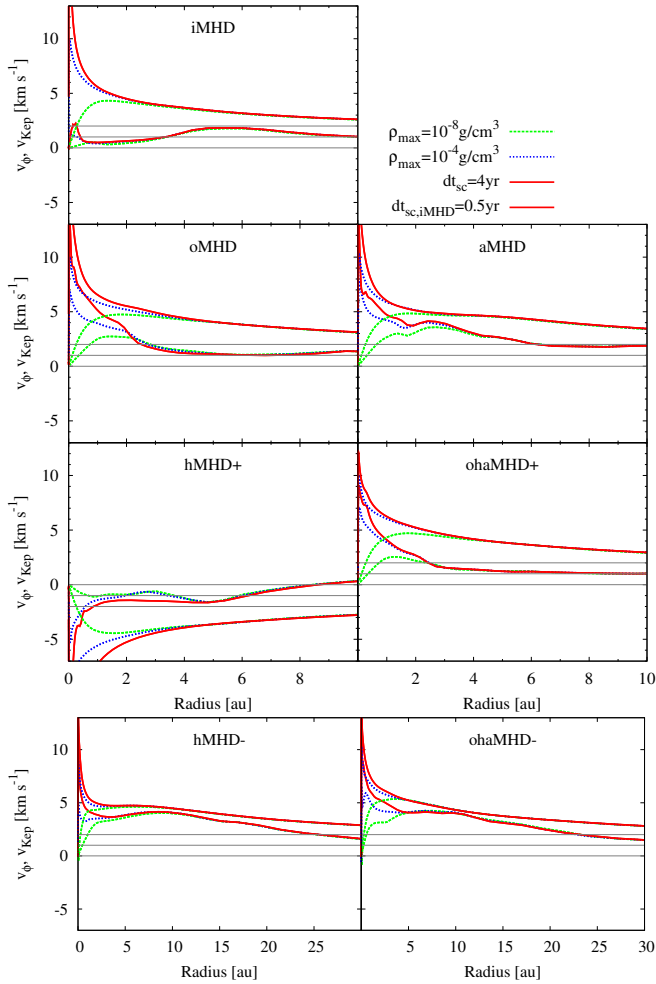 iMHD
10
5
0
-5
vϕ, vKep [km s⁻¹]
ρmax=10⁻⁸g/cm³
ρmax=10⁻⁴g/cm³
dtsc=4yr
dtsc,iMHD=0.5yr
oMHD
aMHD
10
5
0
-5
vϕ, vKep [km s⁻¹]
hMHD+
ohaMHD+
10
5
0
-5
vϕ, vKep [km s⁻¹]
0 2 4 6 8
2 4 6 8 10
Radius [au]
Radius [au]
hMHD-
ohaMHD-
10
5
0
-5
vϕ, vKep [km s⁻¹]
0 5 10 15 20 25
5 10 15 20 25 30
Radius [au]
Radius [au]